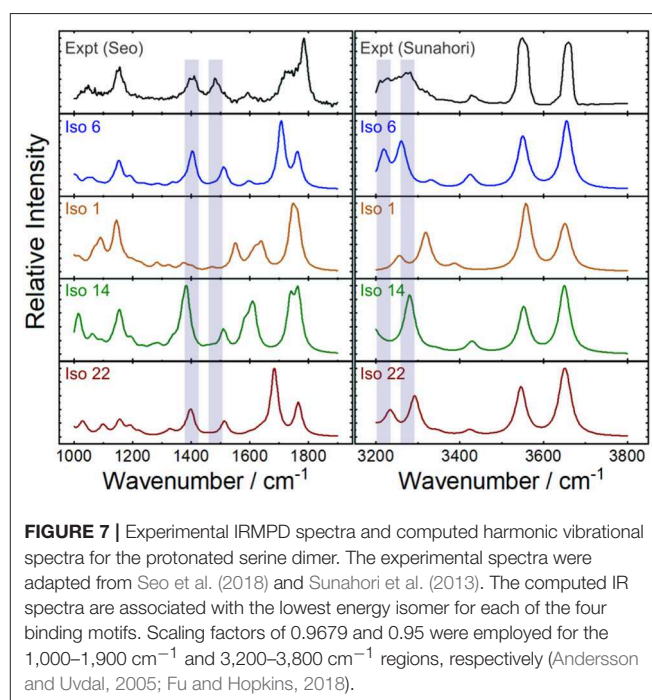 Expt (Seo)
Expt (Sunahori)
Iso 6
Iso 6
Iso 1
Iso 1
Iso 14
Iso 14
Iso 22
Iso 22
Relative Intensity
1000 1200 1400 1600 1800
3200 3400 3600 3800
Wavenumber / cm⁻¹
Wavenumber / cm⁻¹
FIGURE 7 | Experimental IRMPD spectra and computed harmonic vibrational
spectra for the protonated serine dimer. The experimental spectra were
adapted from Seo et al. (2018) and Sunahori et al. (2013). The computed IR
spectra are associated with the lowest energy isomer for each of the four
binding motifs. Scaling factors of 0.9679 and 0.95 were employed for the
1,000–1,900 cm⁻¹ and 3,200–3,800 cm⁻¹ regions, respectively (Andersson
and Uvdal, 2005; Fu and Hopkins, 2018).